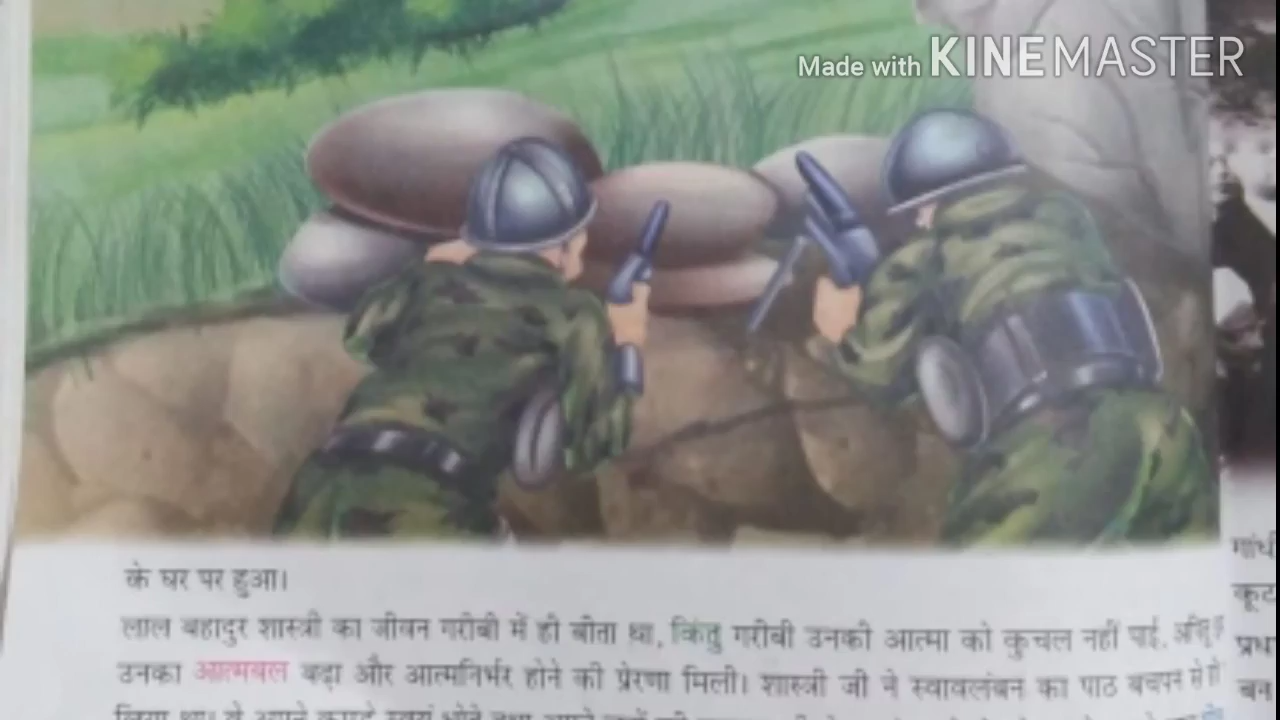 Made with KINEMASTER
के घर पर हुआ।
लाल बहादुर शास्त्री का जीवन गरीबी में ही बीता था, किंतु गरीबी उनकी आत्मा को कुचल नहीं पाई,
उनका आत्मबल बढ़ा और आत्मनिर्भर होने की प्रेरणा मिली। शास्त्री जी ने स्वावलंबन का पाठ बचपन से ही